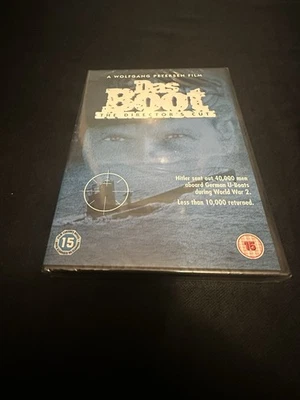 A WOLFGANG PETERSEN FILM
Das
Boot
THE DIRECTOR'S CUT
Hitler sent out 40,000 men
aboard German U-Boats
during World War 2.
Less than 10,000 returned.
15
15